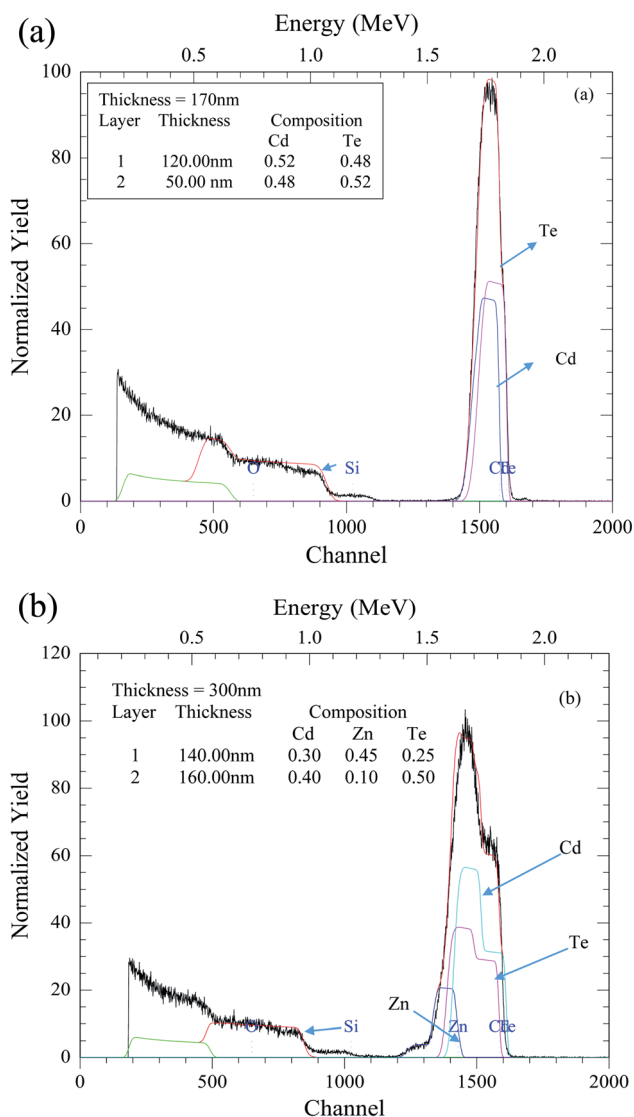 (a)
Energy (MeV)
0.5 1.0 1.5 2.0
100
(a)
Thickness = 170nm
Layer Thickness Composition
Cd Te
1 120.00nm 0.52 0.48
2 50.00 nm 0.48 0.52
80
60
40
20
0
Normalized Yield
Te
Cd
O
Si
0 500 1000 1500 2000
Channel
(b)
Energy (MeV)
0.5 1.0 1.5 2.0
120
(b)
Thickness = 300nm
Layer Thickness Composition
Cd Zn Te
1 140.00nm 0.30 0.45 0.25
2 160.00nm 0.40 0.10 0.50
100
80
60
40
20
0
Normalized Yield
Cd
Te
Zn
O
Si
Zn
0 500 1000 1500 2000
Channel